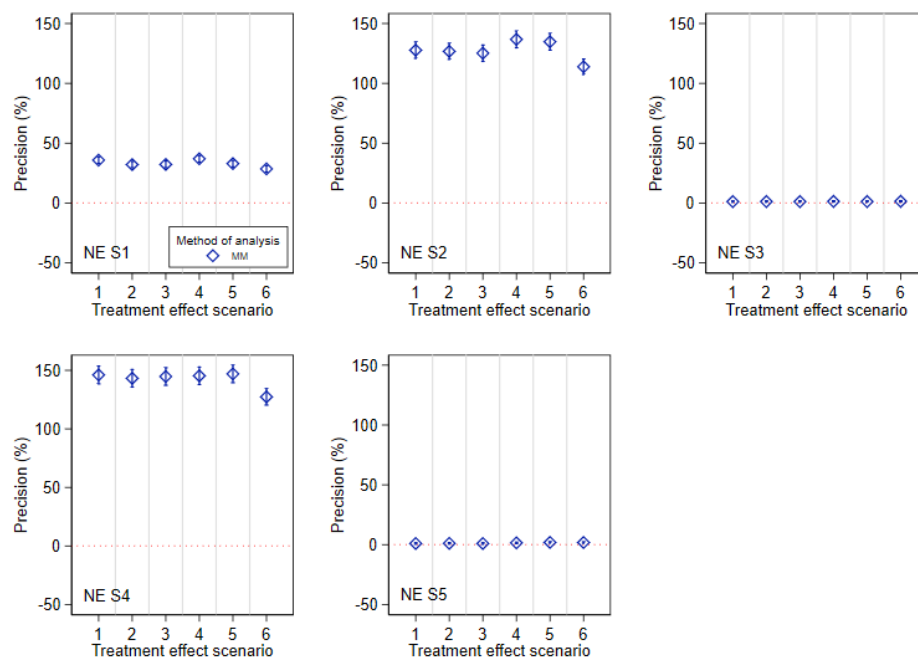 Precision (%)
150
100
50
0
-50
NE S1
Method of analysis
MM
1 2 3 4 5 6
Treatment effect scenario
Precision (%)
150
100
50
0
-50
NE S2
1 2 3 4 5 6
Treatment effect scenario
Precision (%)
150
100
50
0
-50
NE S3
1 2 3 4 5 6
Treatment effect scenario
Precision (%)
150
100
50
0
-50
NE S4
1 2 3 4 5 6
Treatment effect scenario
Precision (%)
150
100
50
0
-50
NE S5
1 2 3 4 5 6
Treatment effect scenario